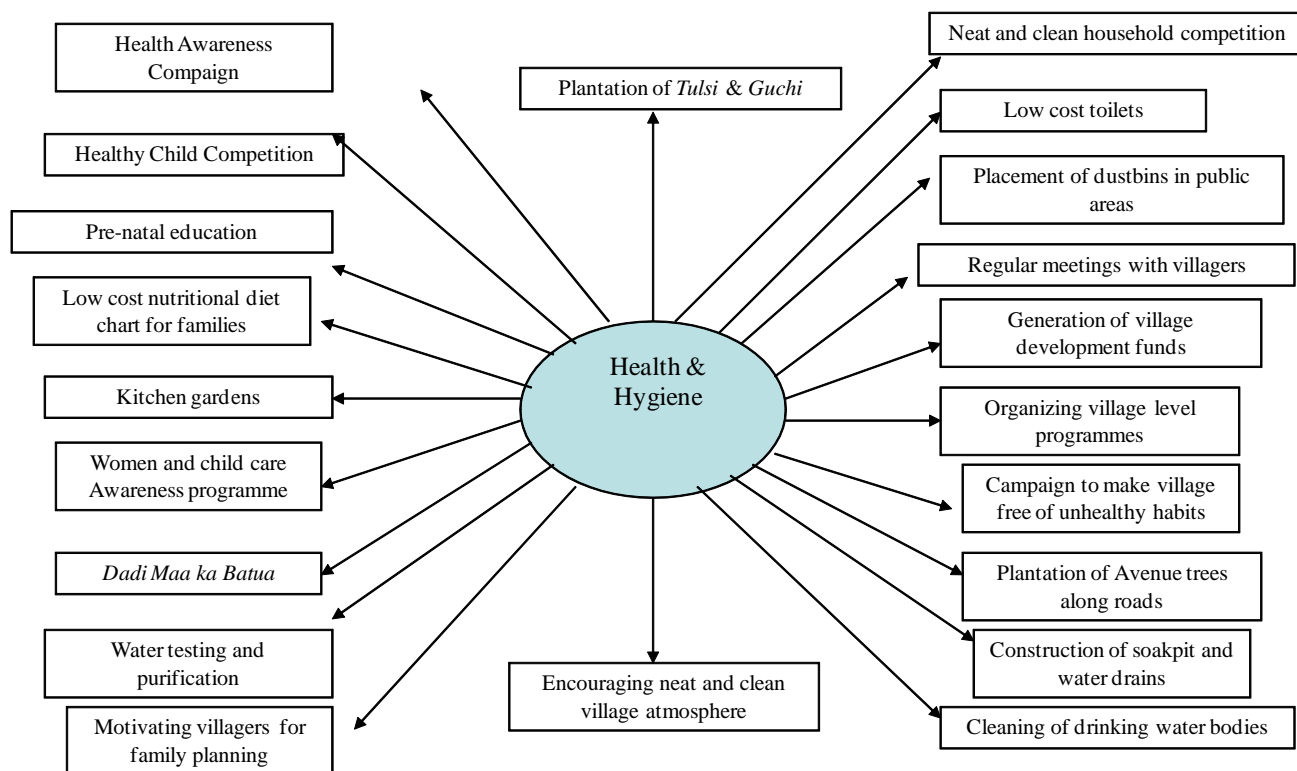 Health Awareness
Compaign
Healthy Child Competition
Pre-natal education
Low cost nutritional diet
chart for families
Kitchen gardens
Women and child care
Awareness programme
Dadi Maa ka Batua
Water testing and
purification
Motivating villagers for
family planning
Plantation of Tulsi & Guchi
Health &
Hygiene
Encouraging neat and clean
village atmosphere
Neat and clean household competition
Low cost toilets
Placement of dustbins in public
areas
Regular meetings with villagers
Generation of village
development funds
Organizing village level
programmes
Campaign to make village
free of unhealthy habits
Plantation of Avenue trees
along roads
Construction of soakpit and
water drains
Cleaning of drinking water bodies